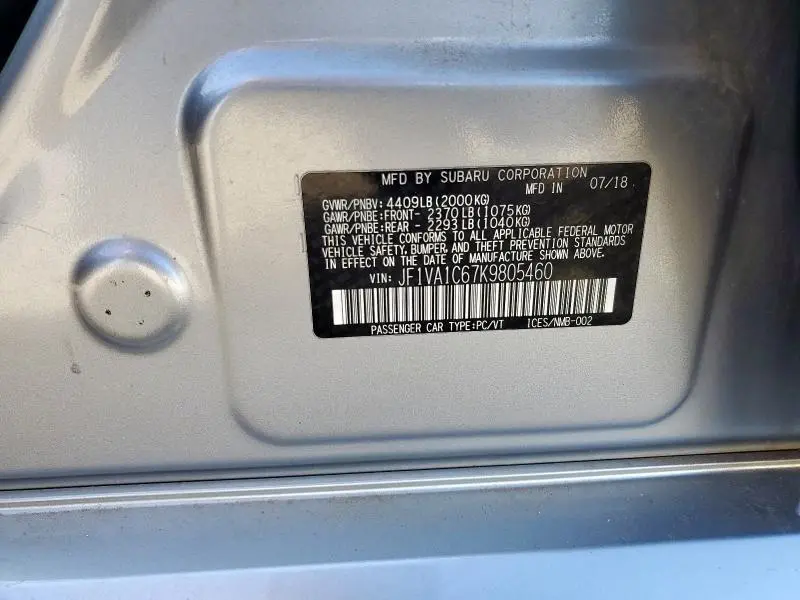 MFD BY SUBARU CORPORATION
MFD IN 07/18
GVWR/PNBV: 4409LB(2000KG)
GAWR/PNBE:FRONT- 2370LB(1075KG)
GAWR/PNBE:REAR - 2293LB(1040KG)
THIS VEHICLE CONFORMS TO ALL APPLICABLE FEDERAL MOTOR
VEHICLE SAFETY, BUMPER, AND THEFT PREVENTION STANDARDS
IN EFFECT ON THE DATE OF MANUFACTURE SHOWN ABOVE.
VIN: JF1VA1C67K9805460
PASSENGER CAR TYPE:PC/VT 1CES/NMB-002